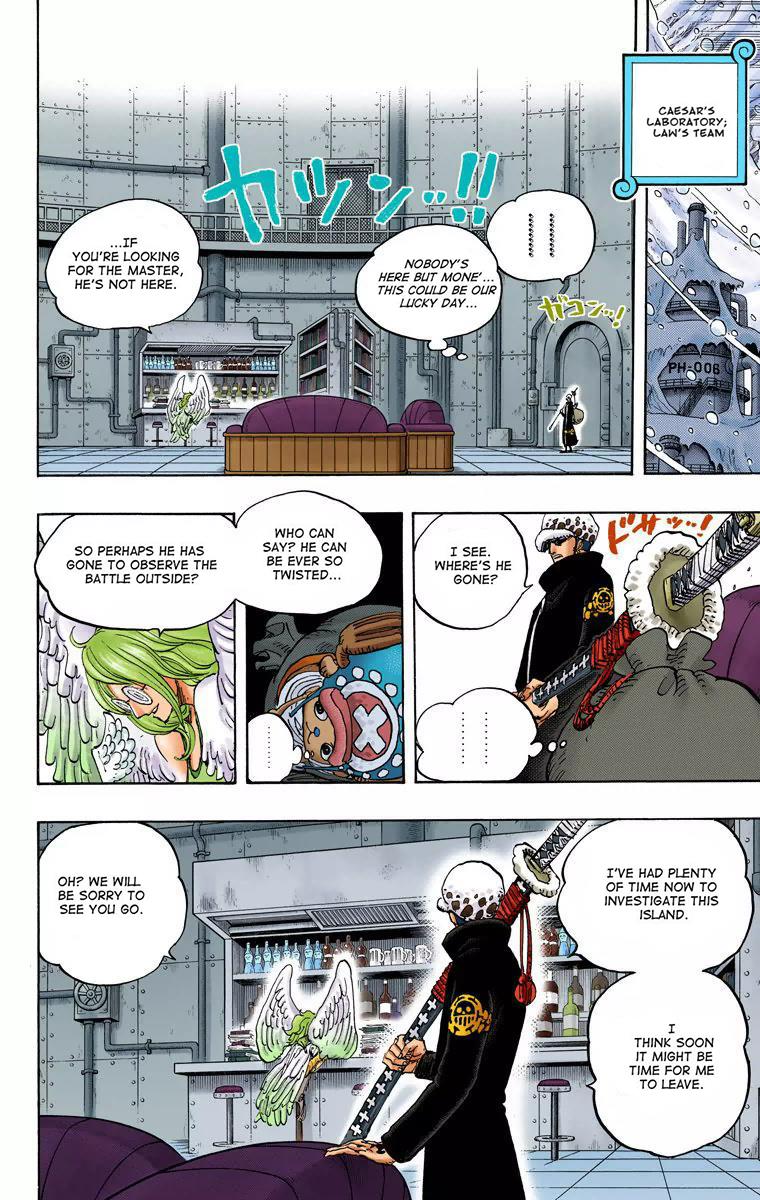 CAESAR'S
LABORATORY;
LAW'S TEAM
PH-006
ガコンッ!
.........
.........
NOBODY'S
HERE BUT MONE'...
THIS COULD BE OUR
LUCKY DAY...
カツンッ!!
...IF
YOU'RE LOOKING
FOR THE MASTER,
HE'S NOT HERE.
ドサッ..!
I SEE.
WHERE'S HE
GONE?
.........
.........
WHO CAN
SAY? HE CAN
BE EVER SO
TWISTED...
.........
.........
SO PERHAPS HE HAS
GONE TO OBSERVE THE
BATTLE OUTSIDE?
I'VE HAD PLENTY
OF TIME NOW TO
INVESTIGATE THIS
ISLAND.
I
THINK SOON
IT MIGHT BE
TIME FOR ME
TO LEAVE.
OH? WE WILL
BE SORRY TO
SEE YOU GO.